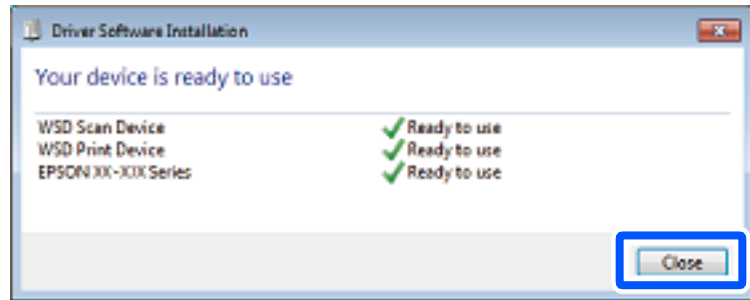 Driver Software Installation
Your device is ready to use
WSD Scan Device Ready to use
WSD Print Device Ready to use
EPSON XX-XXX Series Ready to use
Close